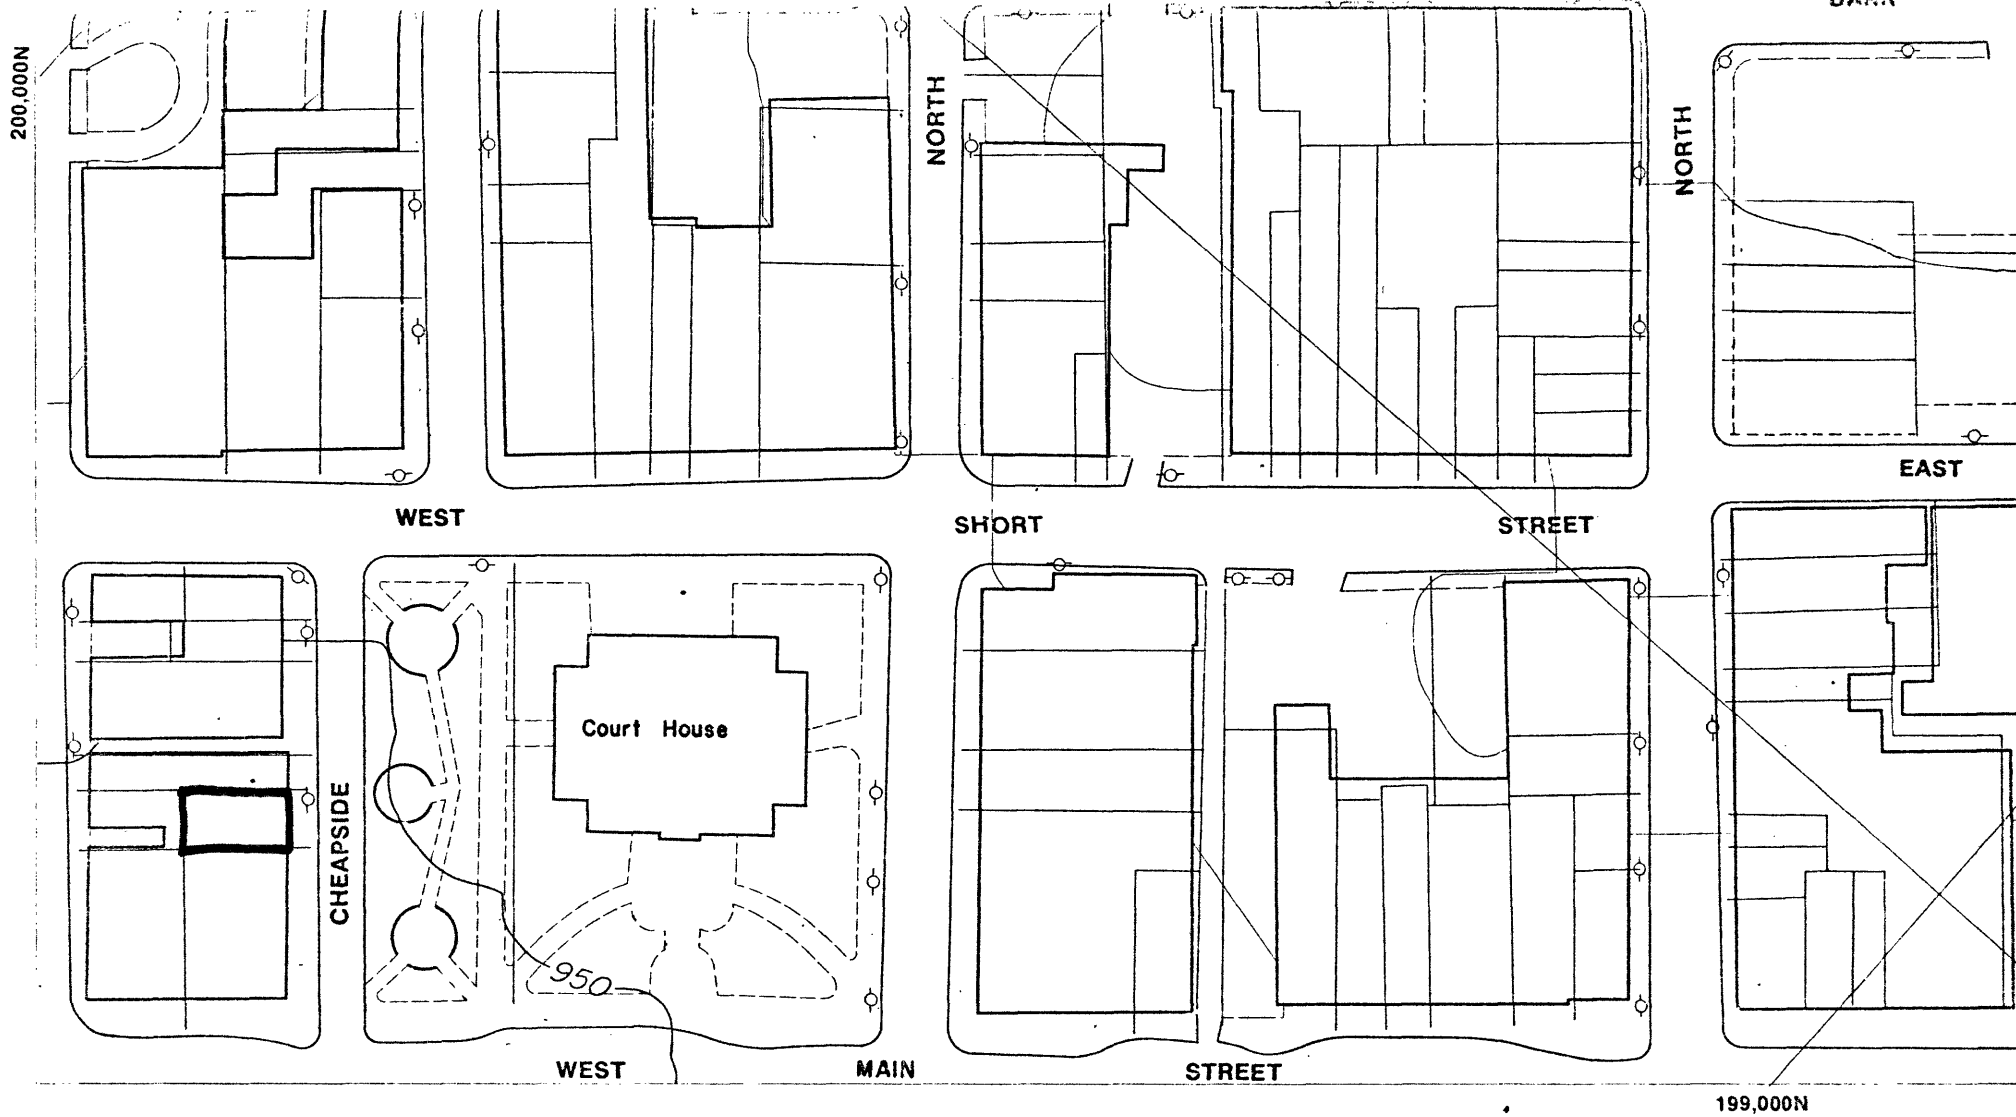 200,000N
NORTH
NORTH
EAST
WEST SHORT STREET
Court House
CHEAPSIDE
950
WEST MAIN STREET
199,000N